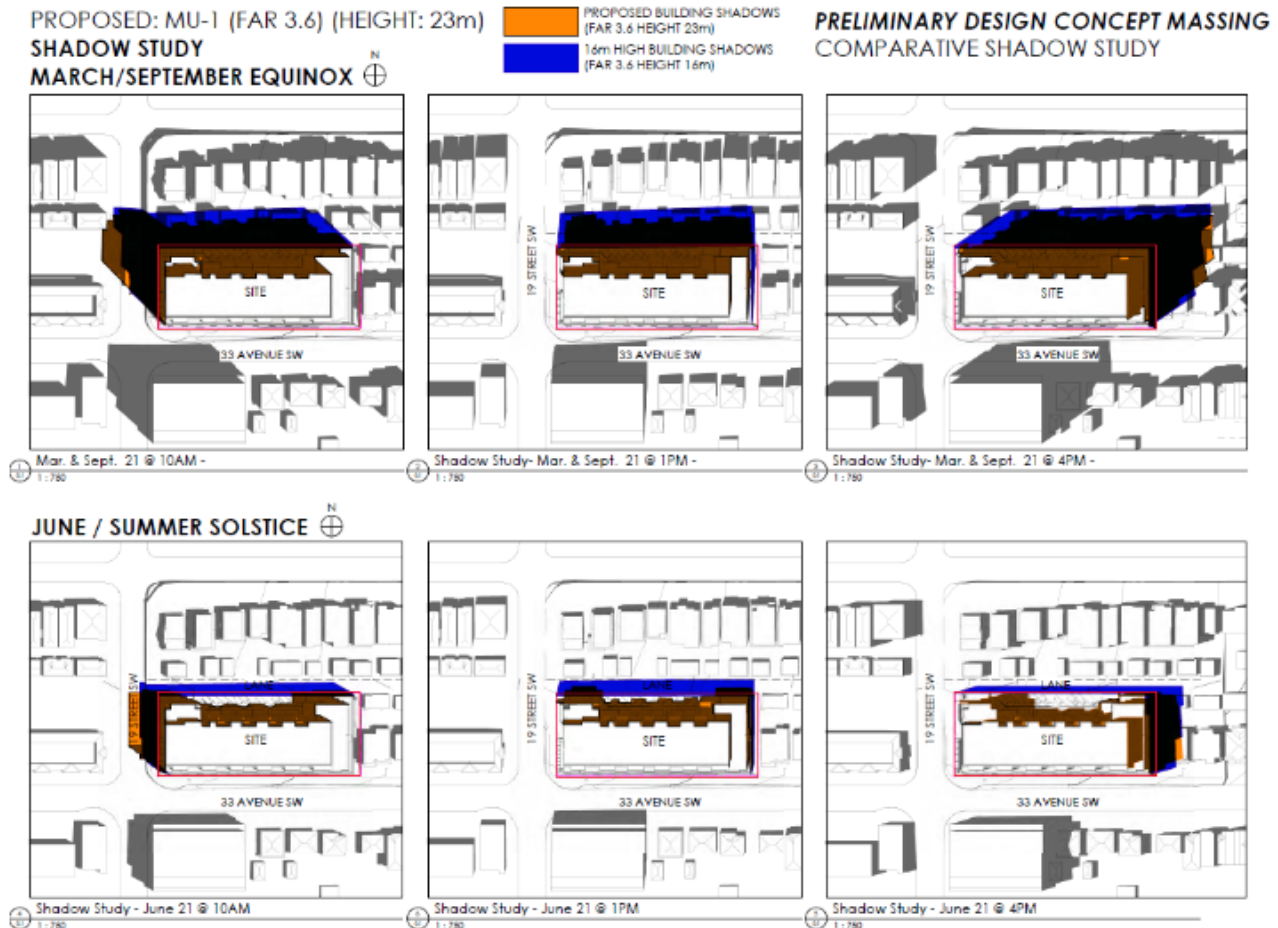 PROPOSED: MU-1 (FAR 3.6) (HEIGHT: 23m)
SHADOW STUDY
MARCH/SEPTEMBER EQUINOX
N
PROPOSED BUILDING SHADOWS
(FAR 3.6 HEIGHT 23m)
16m HIGH BUILDING SHADOWS
(FAR 3.6 HEIGHT 16m)
PRELIMINARY DESIGN CONCEPT MASSING
COMPARATIVE SHADOW STUDY
SITE
33 AVENUE SW
19 STREET SW
SITE
33 AVENUE SW
19 STREET SW
SITE
33 AVENUE SW
Mar. & Sept. 21 @ 10AM -
1 : 750
Shadow Study- Mar. & Sept. 21 @ 1PM -
1 : 750
Shadow Study- Mar. & Sept. 21 @ 4PM -
1 : 750
JUNE / SUMMER SOLSTICE
N
LANE
19 STREET SW
SITE
33 AVENUE SW
LANE
19 STREET SW
SITE
33 AVENUE SW
LANE
19 STREET SW
SITE
33 AVENUE SW
Shadow Study - June 21 @ 10AM
1 : 750
Shadow Study - June 21 @ 1PM
1 : 750
Shadow Study - June 21 @ 4PM
1 : 750